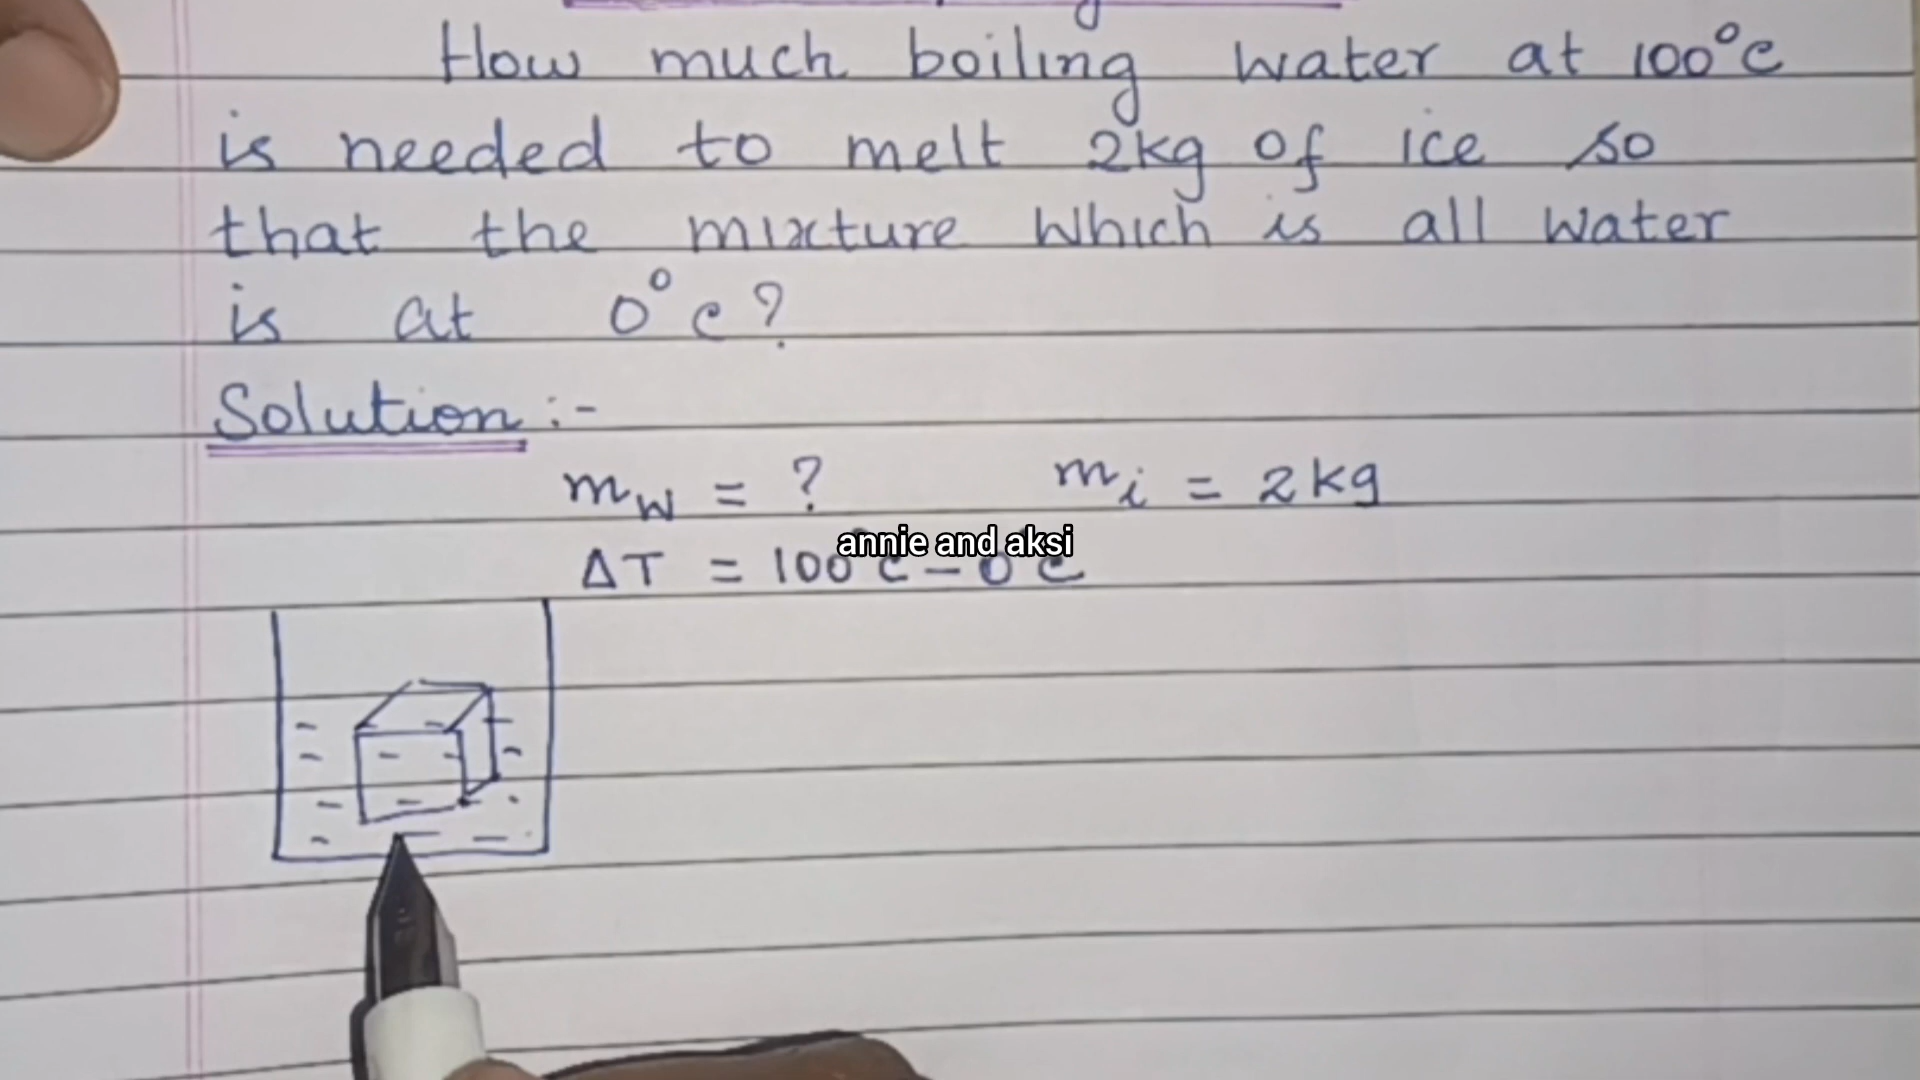 How much boiling water at 100°c
is needed to melt 2kg of ice so
that the mixture which is all water
is at 0°c?
Solution :-
mw = ? mi = 2kg
annie and aksi
ΔT = 100°c - 0°c